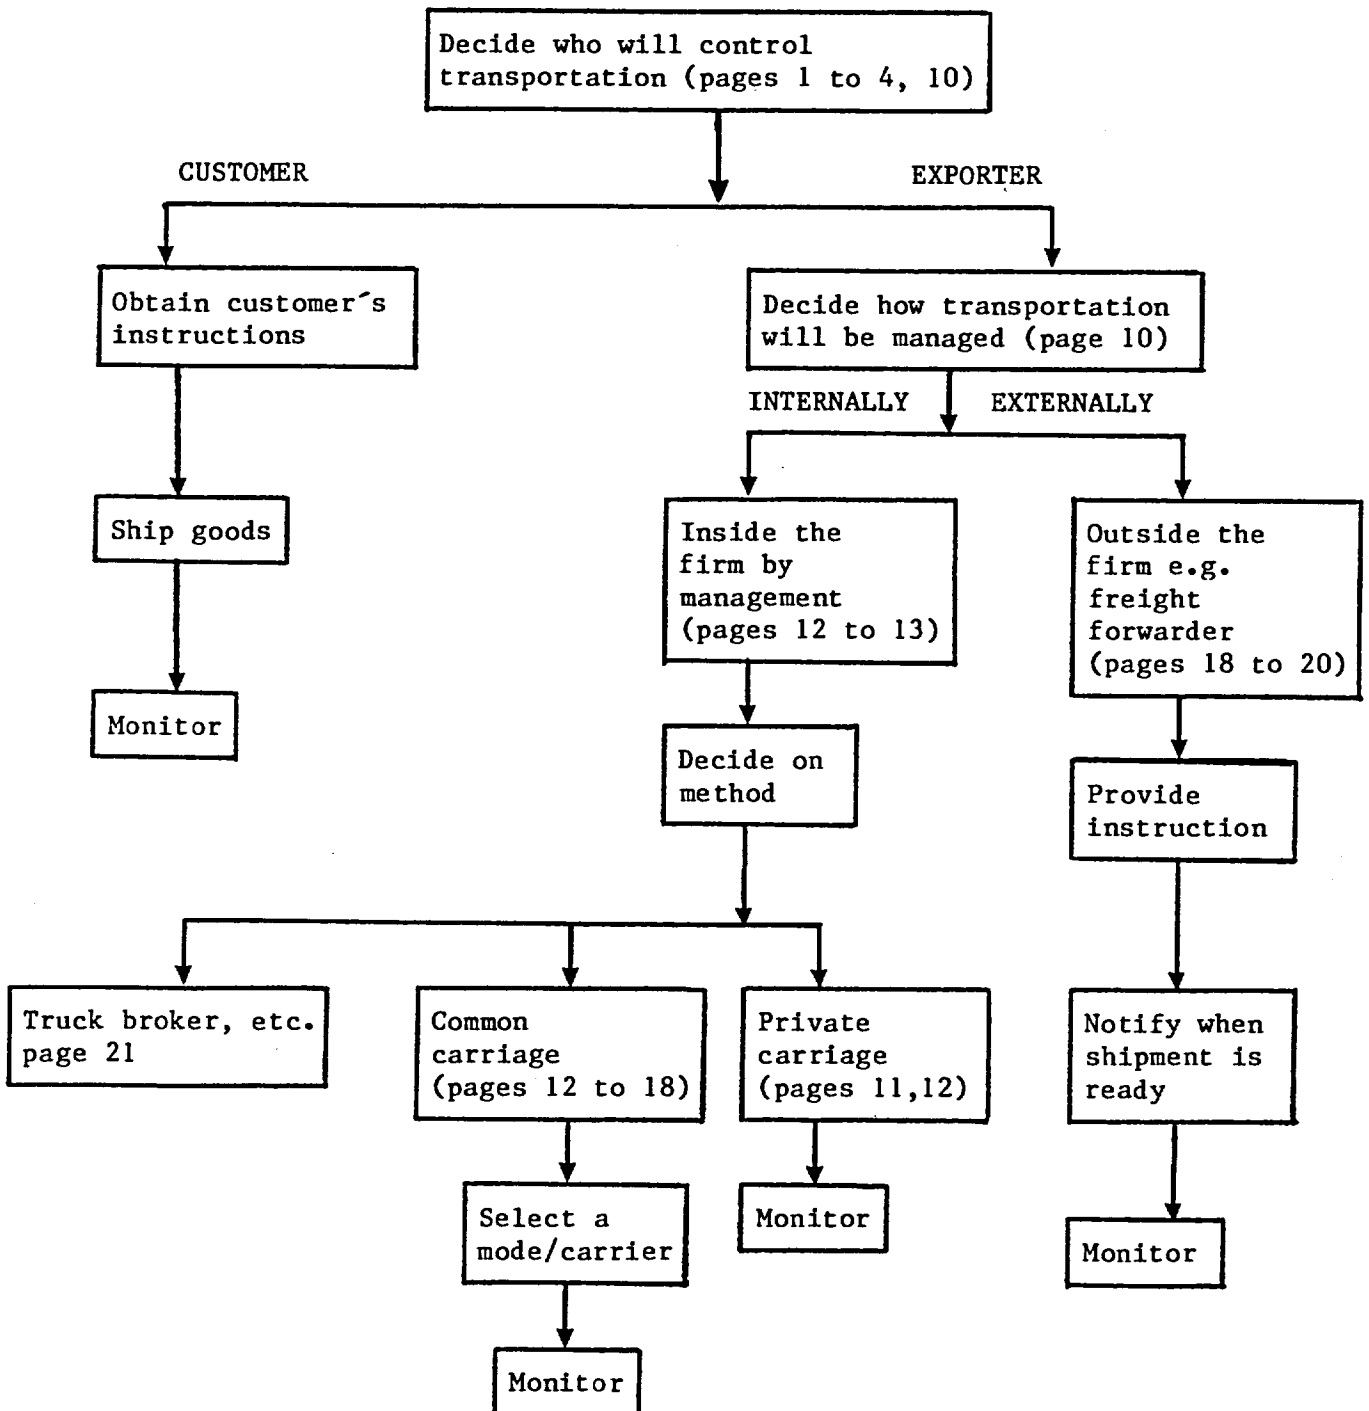 Decide who will control
transportation (pages 1 to 4, 10)
CUSTOMER
EXPORTER
Obtain customer´s
instructions
Decide how transportation
will be managed (page 10)
INTERNALLY
EXTERNALLY
Ship goods
Inside the
firm by
management
(pages 12 to 13)
Outside the
firm e.g.
freight
forwarder
(pages 18 to 20)
Monitor
Decide on
method
Provide
instruction
Truck broker, etc.
page 21
Common
carriage
(pages 12 to 18)
Private
carriage
(pages 11,12)
Notify when
shipment is
ready
Select a
mode/carrier
Monitor
Monitor
Monitor